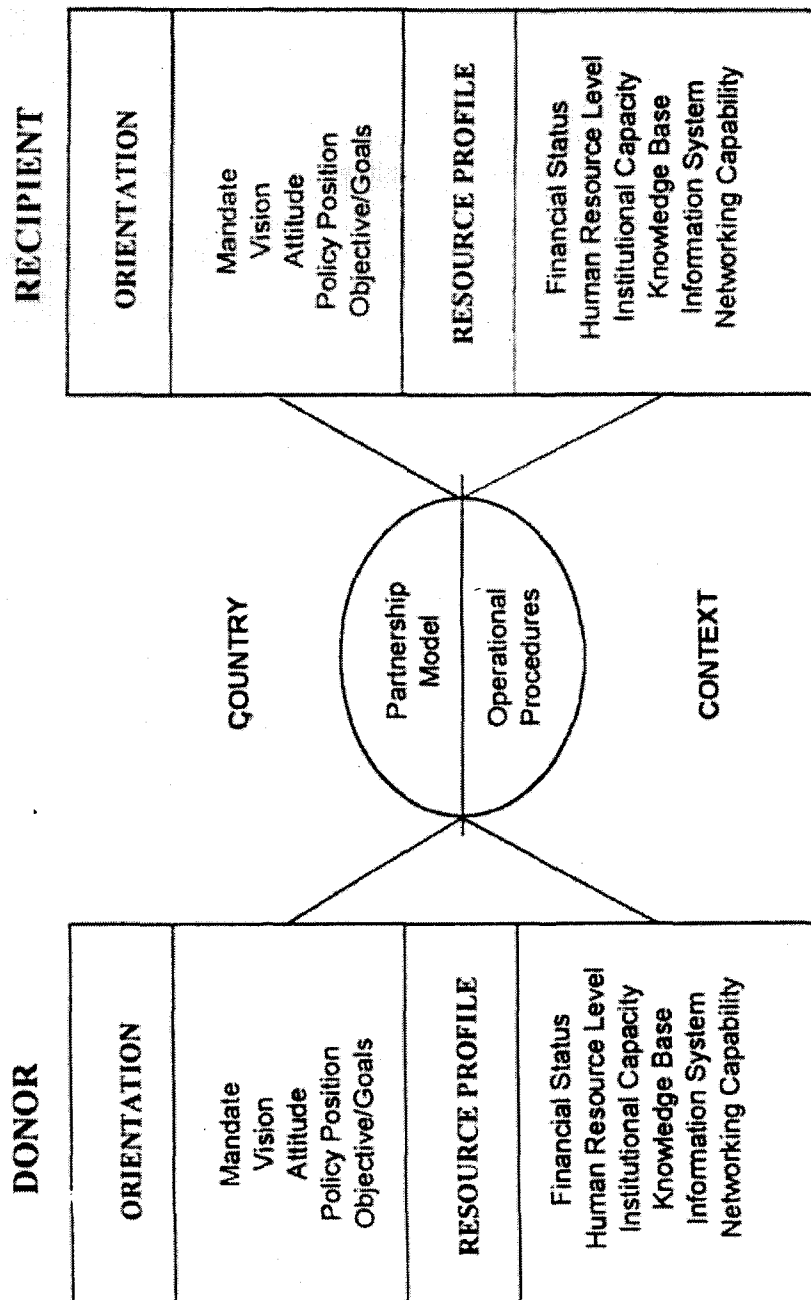 DONOR
ORIENTATION
Mandate
Vision
Attitude
Policy Position
Objective/Goals
RESOURCE PROFILE
Financial Status
Human Resource Level
Institutional Capacity
Knowledge Base
Information System
Networking Capability
COUNTRY
Partnership
Model
Operational
Procedures
CONTEXT
RECIPIENT
ORIENTATION
Mandate
Vision
Attitude
Policy Position
Objective/Goals
RESOURCE PROFILE
Financial Status
Human Resource Level
Institutional Capacity
Knowledge Base
Information System
Networking Capability